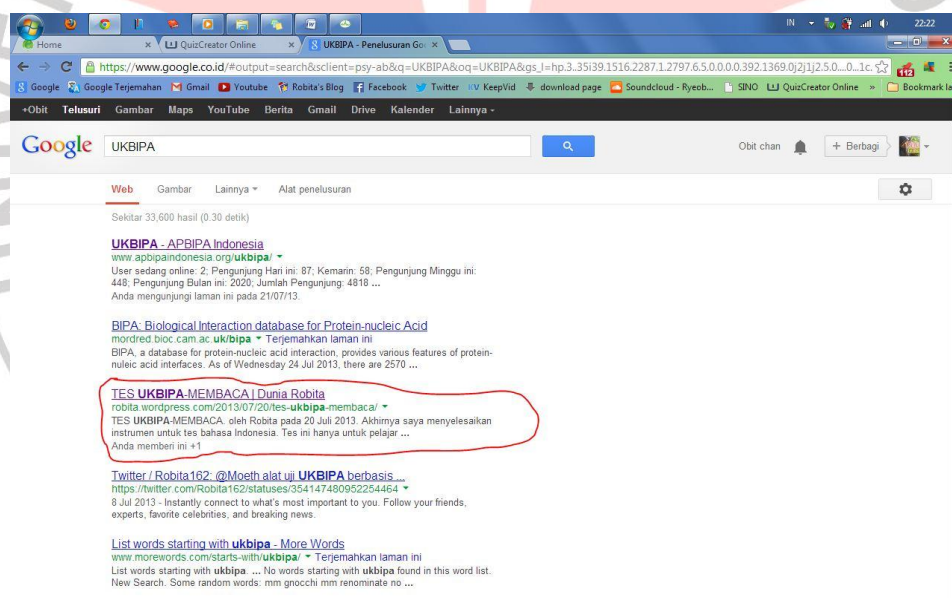 IN 22:22
Home QuizCreator Online UKBIPA - Penelusuran Goo
https://www.google.co.id/#output=search&sclient=psy-ab&q=UKBIPA&oq=UKBIPA&gs_l=hp.3..35i39.1516.2287.1.2797.6.5.0.0.0.0.392.1369.0j2j1j2.5.0...0...1c. 112
Google Google Terjemahan Gmail Youtube Robita's Blog Facebook Twitter KeepVid download page Soundcloud - Ryeob... SINO QuizCreator Online » Bookmark la
+Obit Telusuri Gambar Maps YouTube Berita Gmail Drive Kalender Lainnya
Google UKBIPA Obit chan + Berbagi
Web Gambar Lainnya Alat penelusuran
Sekitar 33,600 hasil (0.30 detik)
UKBIPA - APBIPA Indonesia
www.apbipaindonesia.org/ukbipa/
User sedang online: 2; Pengunjung Hari ini: 87; Kemarin: 58; Pengunjung Minggu ini:
448; Pengunjung Bulan ini: 2020; Jumlah Pengunjung: 4818 ...
Anda mengunjungi laman ini pada 21/07/13.
BIPA: Biological Interaction database for Protein-nucleic Acid
mordred.bioc.cam.ac.uk/bipa Terjemahkan laman ini
BIPA, a database for protein-nucleic acid interaction, provides various features of protein-
nuleic acid interfaces. As of Wednesday 24 Jul 2013, there are 2570 ...
TES UKBIPA-MEMBACA | Dunia Robita
robita.wordpress.com/2013/07/20/tes-ukbipa-membaca/
TES UKBIPA-MEMBACA. oleh Robita pada 20 Juli 2013. Akhirnya saya menyelesaikan
instrumen untuk tes bahasa Indonesia. Tes ini hanya untuk pelajar ...
Anda memberi ini +1
Twitter / Robita162: @Moeth alat uji UKBIPA berbasis ...
https://twitter.com/Robita162/statuses/354147480952254464
8 Jul 2013 - Instantly connect to what's most important to you. Follow your friends,
experts, favorite celebrities, and breaking news.
List words starting with ukbipa - More Words
www.morewords.com/starts-with/ukbipa/ Terjemahkan laman ini
List words starting with ukbipa. ... No words starting with ukbipa found in this word list.
New Search. Some random words: mm gnocchi mm renominate no ...